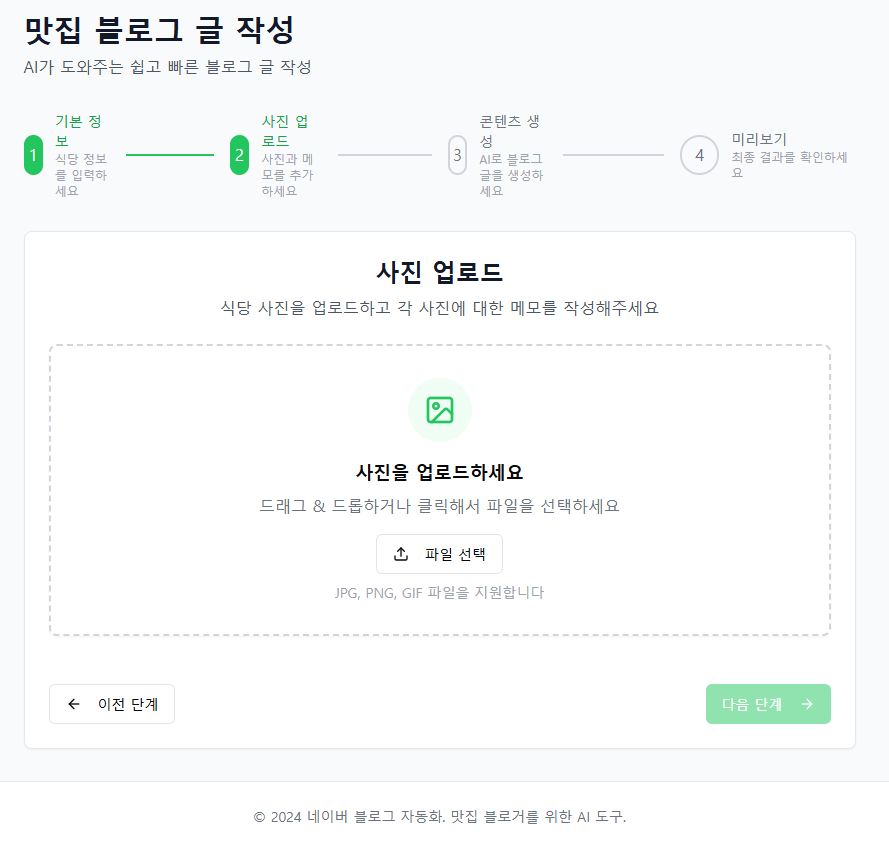 맛집 블로그 글 작성
AI가 도와주는 쉽고 빠른 블로그 글 작성
1
기본 정
보
식당 정보
를 입력하
세요
2
사진 업
로드
사진과 메
모를 추가
하세요
3
콘텐츠 생
성
AI로 블로그
글을 생성하
세요
4
미리보기
최종 결과를 확인하세
요
사진 업로드
식당 사진을 업로드하고 각 사진에 대한 메모를 작성해주세요
사진을 업로드하세요
드래그 & 드롭하거나 클릭해서 파일을 선택하세요
파일 선택
JPG, PNG, GIF 파일을 지원합니다
이전 단계
다음 단계
© 2024 네이버 블로그 자동화. 맛집 블로거를 위한 AI 도구.